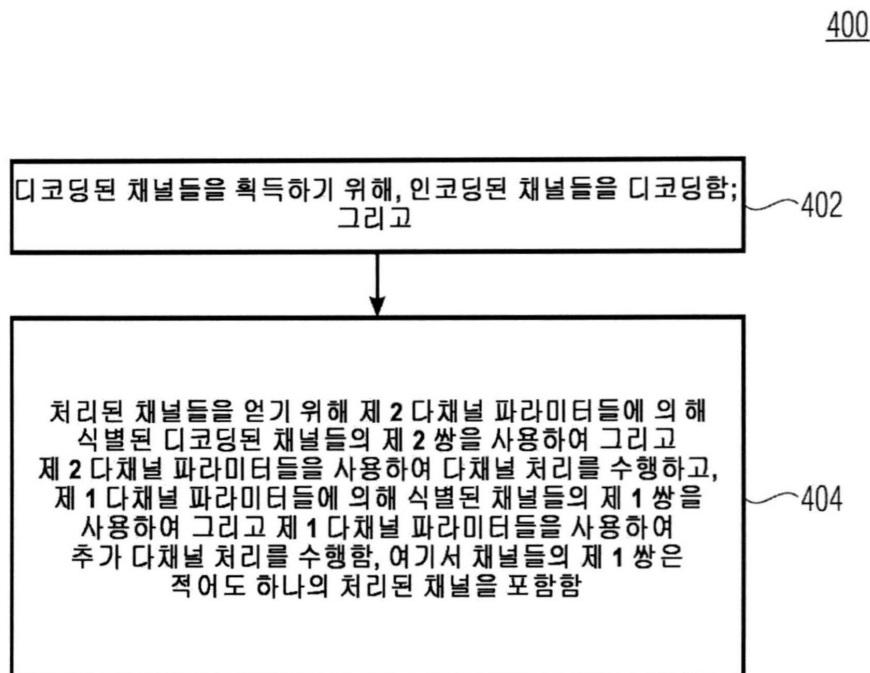 400
디코딩된 채널들을 획득하기 위해, 인코딩된 채널들을 디코딩함;
그리고
402
처리된 채널들을 얻기 위해 제 2 다채널 파라미터들에 의해
식별된 디코딩된 채널들의 제 2 쌍을 사용하여 그리고
제 2 다채널 파라미터들을 사용하여 다채널 처리를 수행하고,
제 1 다채널 파라미터들에 의해 식별된 채널들의 제 1 쌍을
사용하여 그리고 제 1 다채널 파라미터들을 사용하여
추가 다채널 처리를 수행함, 여기서 채널들의 제 1 쌍은
적어도 하나의 처리된 채널을 포함함
404